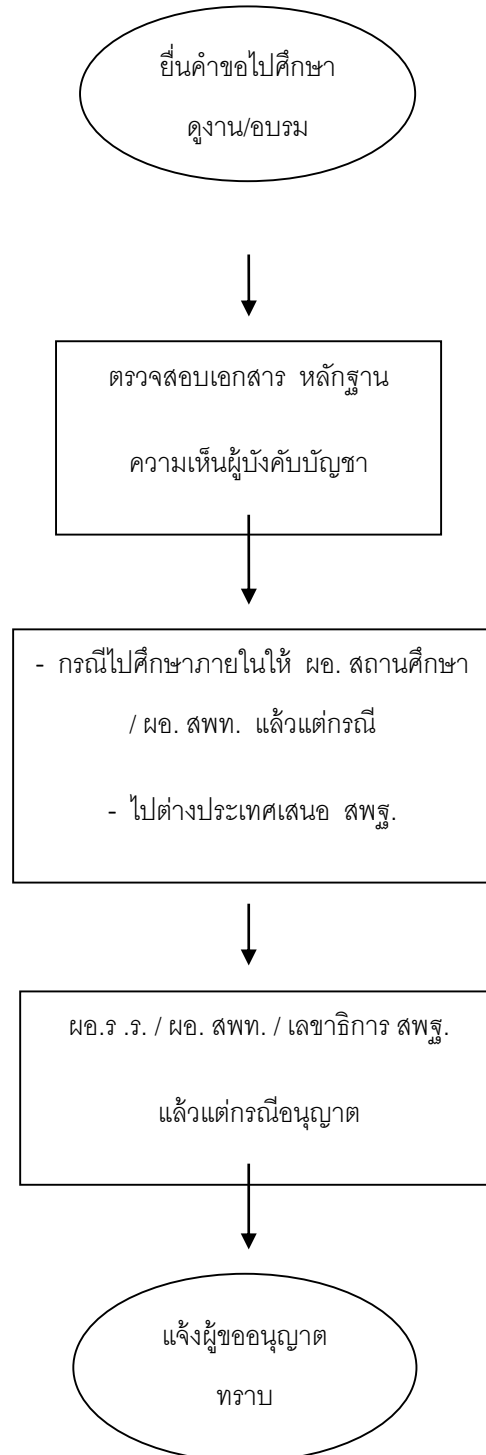 ยื่นคำขอไปศึกษา
ดูงาน/อบรม
ตรวจสอบเอกสาร หลักฐาน
ความเห็นผู้บังคับบัญชา
- กรณีไปศึกษาภายในให้ ผอ. สถานศึกษา
/ ผอ. สพท. แล้วแต่กรณี
- ไปต่างประเทศเสนอ สพฐ.
ผอ.ร .ร. / ผอ. สพท. / เลขาธิการ สพฐ.
แล้วแต่กรณีอนุญาต
แจ้งผู้ขออนุญาต
ทราบ